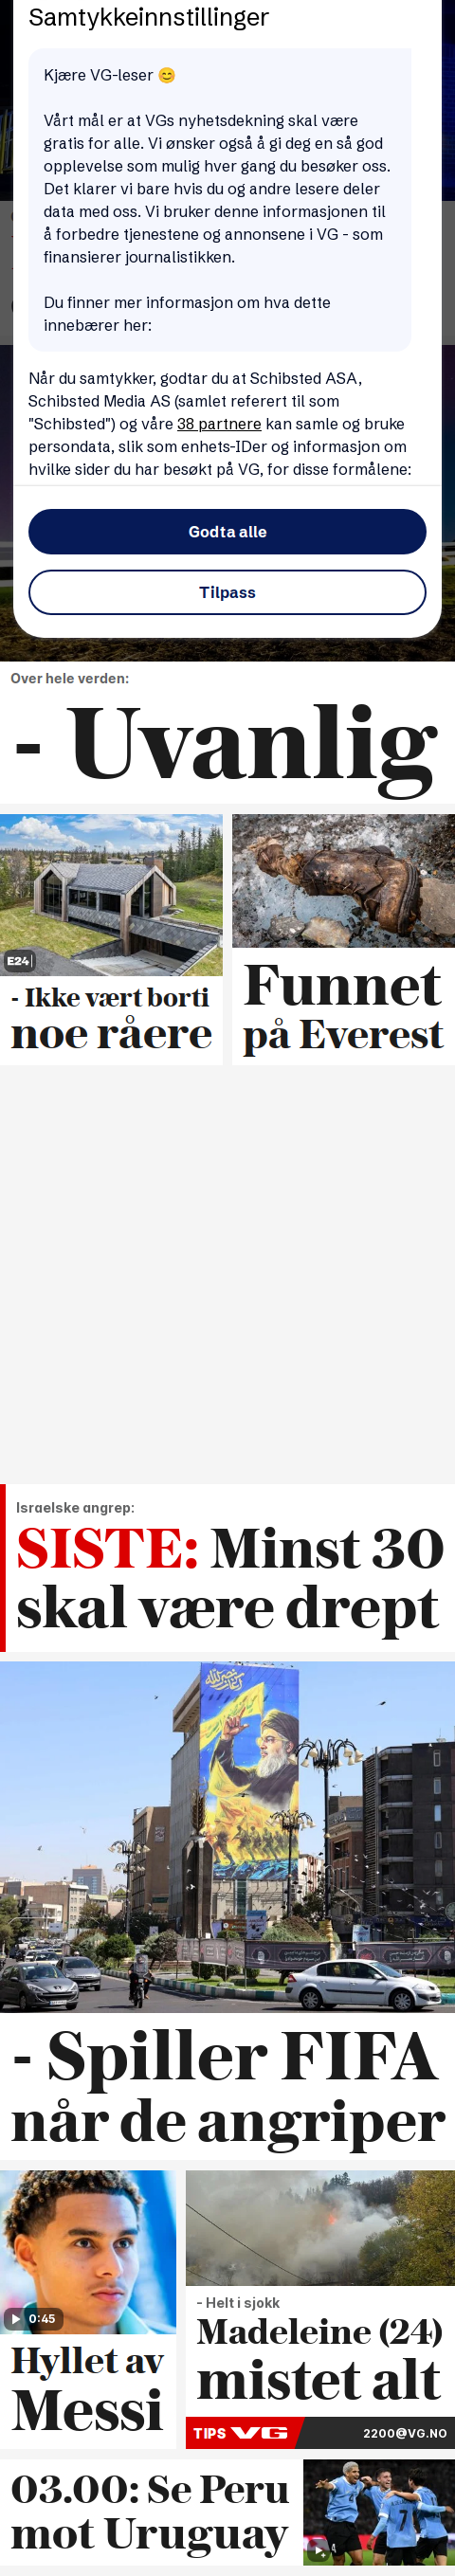 Samtykkeinnstillinger
Kjære VG-leser 😊
Vårt mål er at VGs nyhetsdekning skal være
gratis for alle. Vi ønsker også å gi deg en så god
opplevelse som mulig hver gang du besøker oss.
Det klarer vi bare hvis du og andre lesere deler
data med oss. Vi bruker denne informasjonen til
å forbedre tjenestene og annonsene i VG - som
finansierer journalistikken.
Du finner mer informasjon om hva dette
innebærer her:
Når du samtykker, godtar du at Schibsted ASA,
Schibsted Media AS (samlet referert til som
"Schibsted") og våre 38 partnere kan samle og bruke
persondata, slik som enhets-IDer og informasjon om
hvilke sider du har besøkt på VG, for disse formålene:
Godta alle
Tilpass
Over hele verden:
- Uvanlig
E24
- Ikke vært borti
noe råere
Funnet
på Everest
Israelske angrep:
SISTE: Minst 30
skal være drept
- Spiller FIFA
når de angriper
0:45
Hyllet av
Messi
- Helt i sjokk
Madeleine (24)
mistet alt
TIPS VG 2200@VG.NO
03.00: Se Peru
mot Uruguay
7